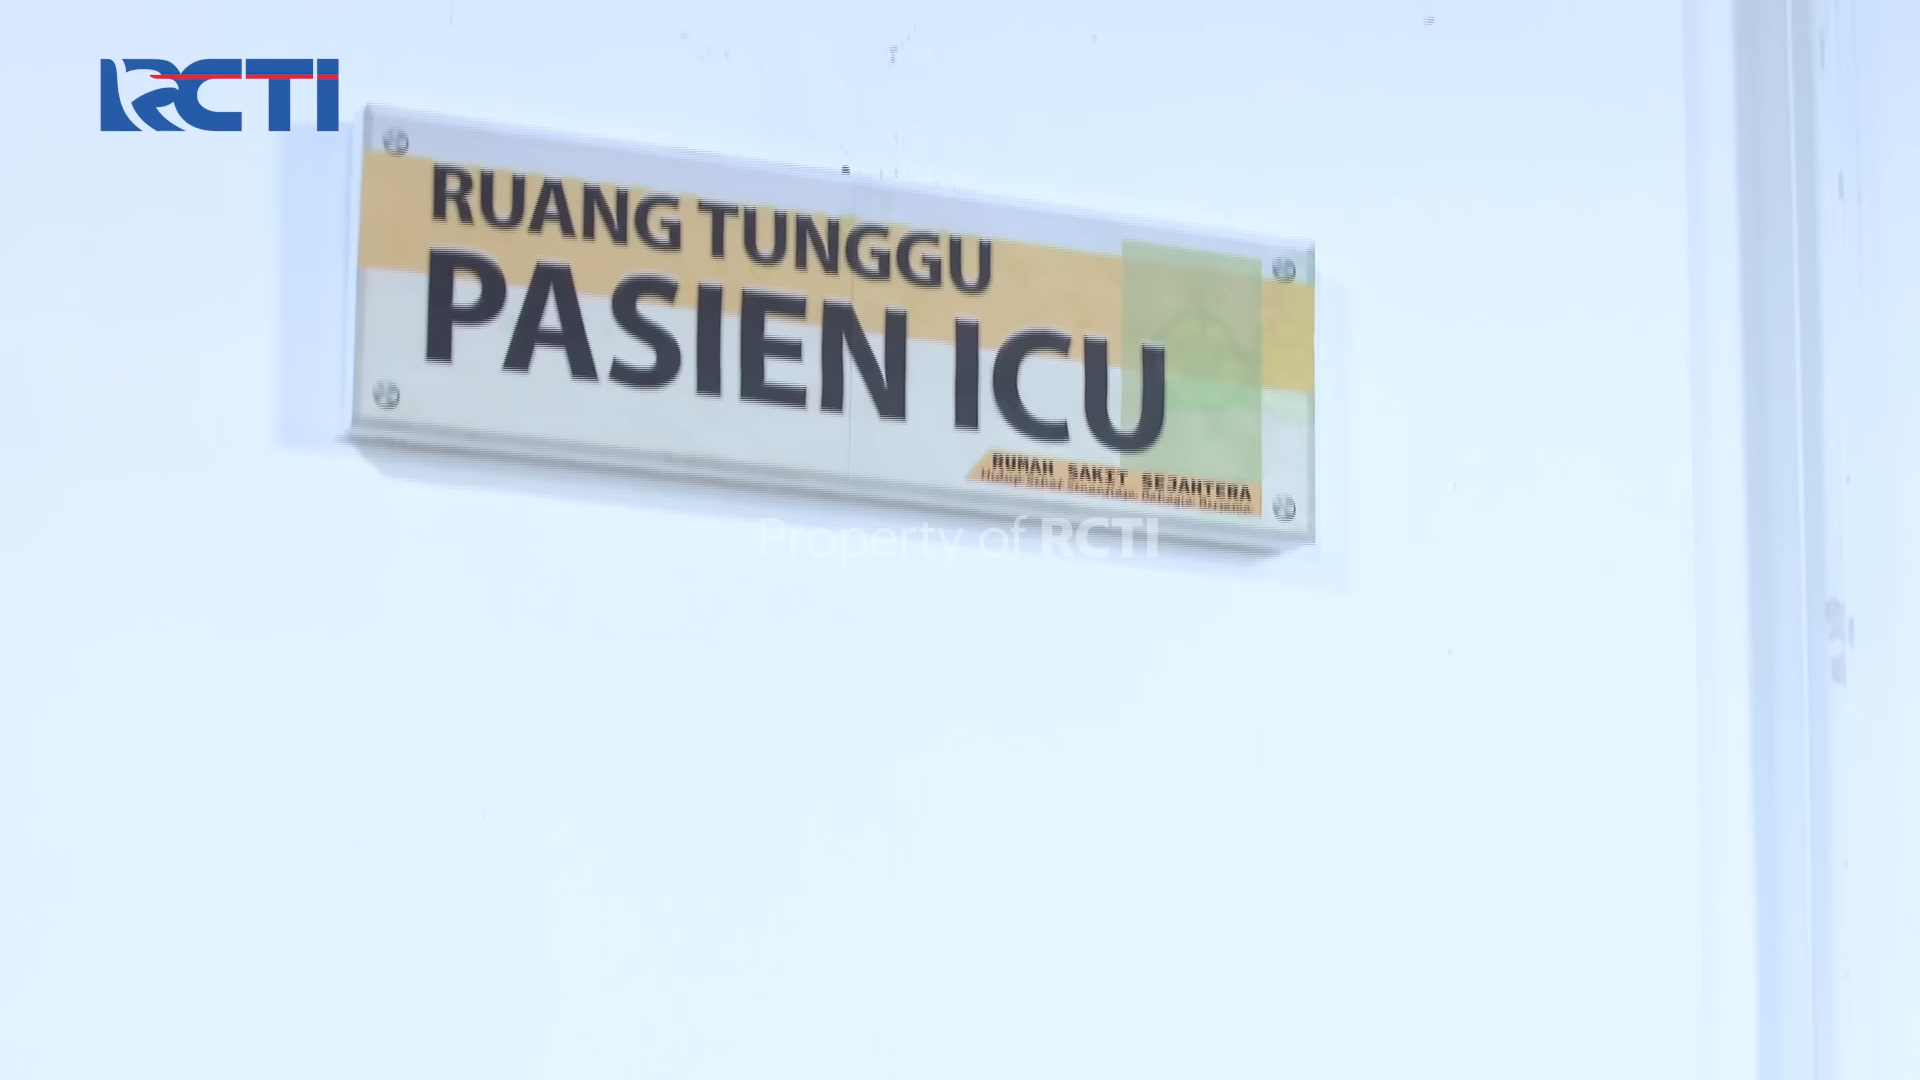 RCTI
RUANG TUNGGU
PASIEN ICU
RUMAH SAKIT SEJAHTERA
Property of RCTI